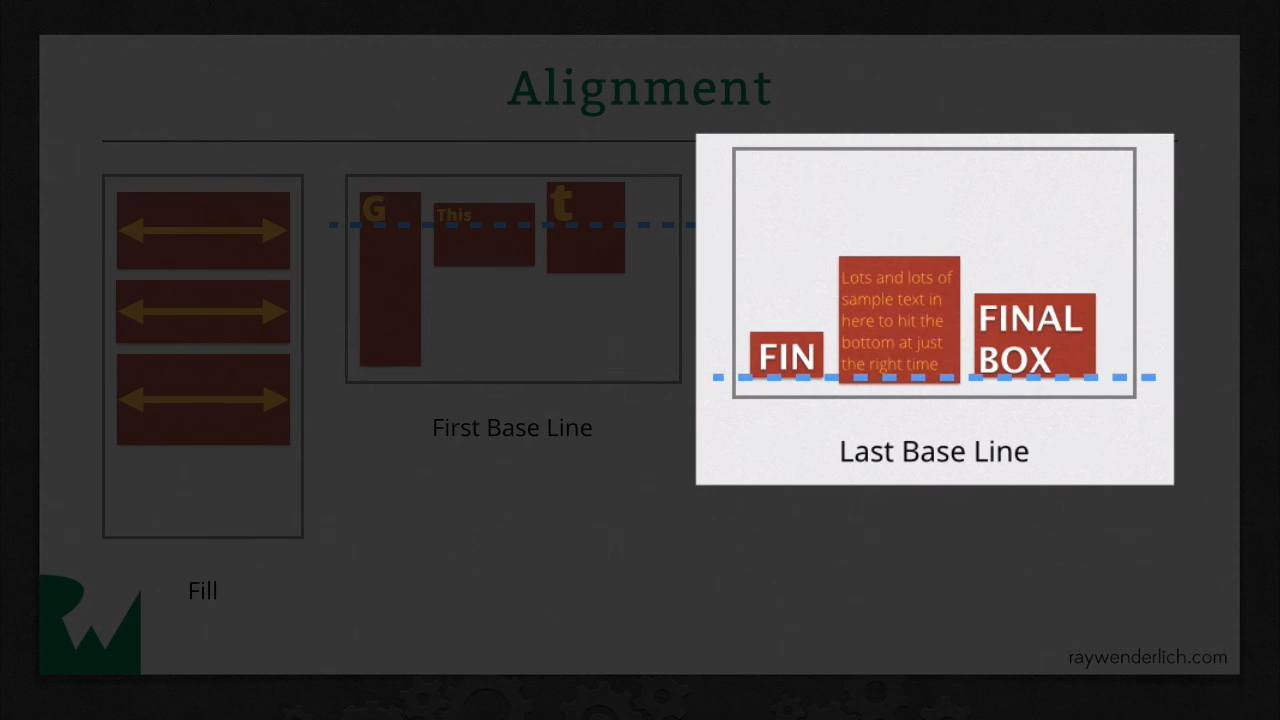 Alignment
G
This
t
FIN
Lots and lots of
sample text in
here to hit the
bottom at just
the right time
FINAL
BOX
First Base Line
Last Base Line
Fill
raywenderlich.com